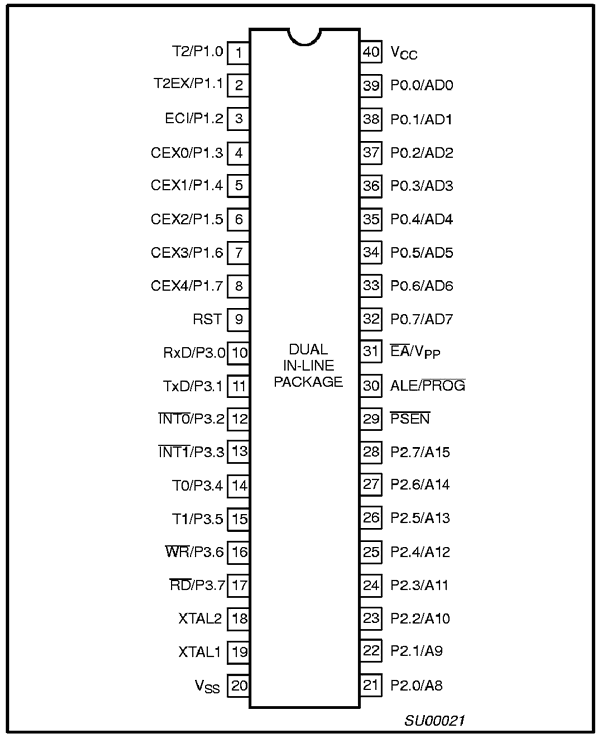 T2/P1.0 1 40 VCC
T2EX/P1.1 2 39 P0.0/AD0
ECI/P1.2 3 38 P0.1/AD1
CEX0/P1.3 4 37 P0.2/AD2
CEX1/P1.4 5 36 P0.3/AD3
CEX2/P1.5 6 35 P0.4/AD4
CEX3/P1.6 7 34 P0.5/AD5
CEX4/P1.7 8 33 P0.6/AD6
RST 9 32 P0.7/AD7
RxD/P3.0 10 31 EA/VPP
TxD/P3.1 11 30 ALE/PROG
INT0/P3.2 12 29 PSEN
INT1/P3.3 13 28 P2.7/A15
T0/P3.4 14 27 P2.6/A14
T1/P3.5 15 26 P2.5/A13
WR/P3.6 16 25 P2.4/A12
RD/P3.7 17 24 P2.3/A11
XTAL2 18 23 P2.2/A10
XTAL1 19 22 P2.1/A9
VSS 20 21 P2.0/A8
DUAL
IN-LINE
PACKAGE
SU00021